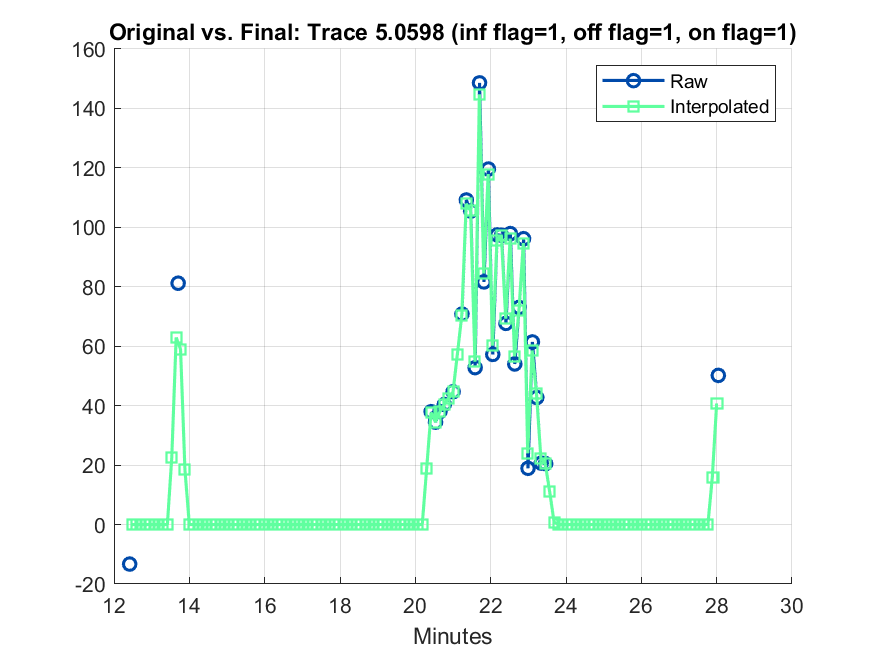 Original vs. Final: Trace 5.0598 (inf flag=1, off flag=1, on flag=1)
160
140
120
100
80
60
40
20
0
-20
Raw
Interpolated
12 14 16 18 20 22 24 26 28 30
Minutes